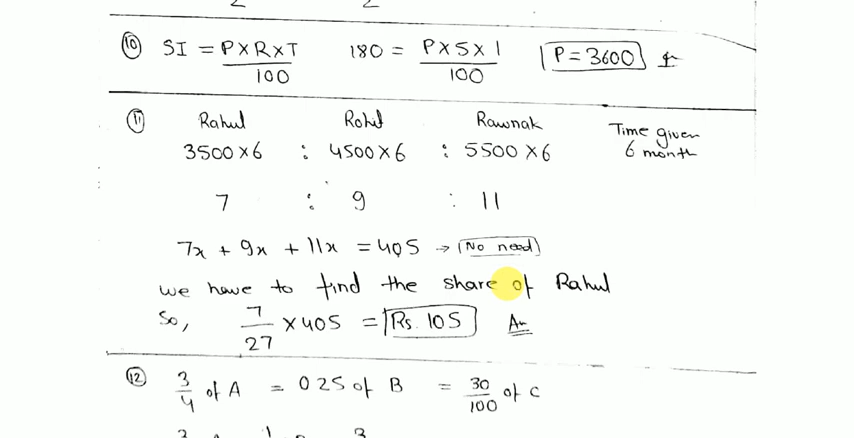 ⑩ SI = P×R×T/100 180 = P×5×1/100 P = 3600
⑪ Rahul Rohit Rawnak Time given
3500×6 : 4500×6 : 5500×6 6 month
7 : 9 : 11
7x + 9x + 11x = 405 → (No need)
we have to find the share of Rahul
So, 7/27 × 405 = Rs. 105 An
⑫ 3/4 of A = 0.25 of B = 30/100 of C